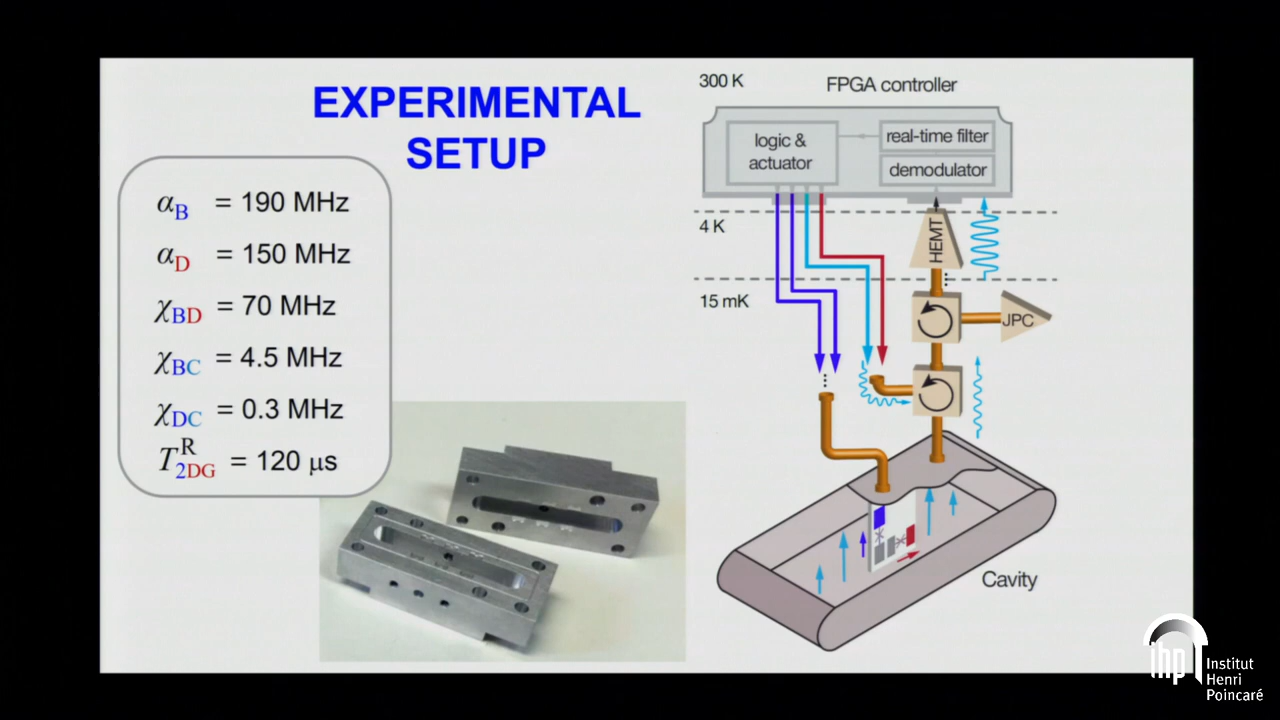 EXPERIMENTAL
SETUP
α_B = 190 MHz
α_D = 150 MHz
χ_BD = 70 MHz
χ_BC = 4.5 MHz
χ_DC = 0.3 MHz
T^R_2DG = 120 μs
300 K
FPGA controller
logic &
actuator
real-time filter
demodulator
4 K
HEMT
15 mK
JPC
Cavity
ihp
Institut
Henri
Poincaré